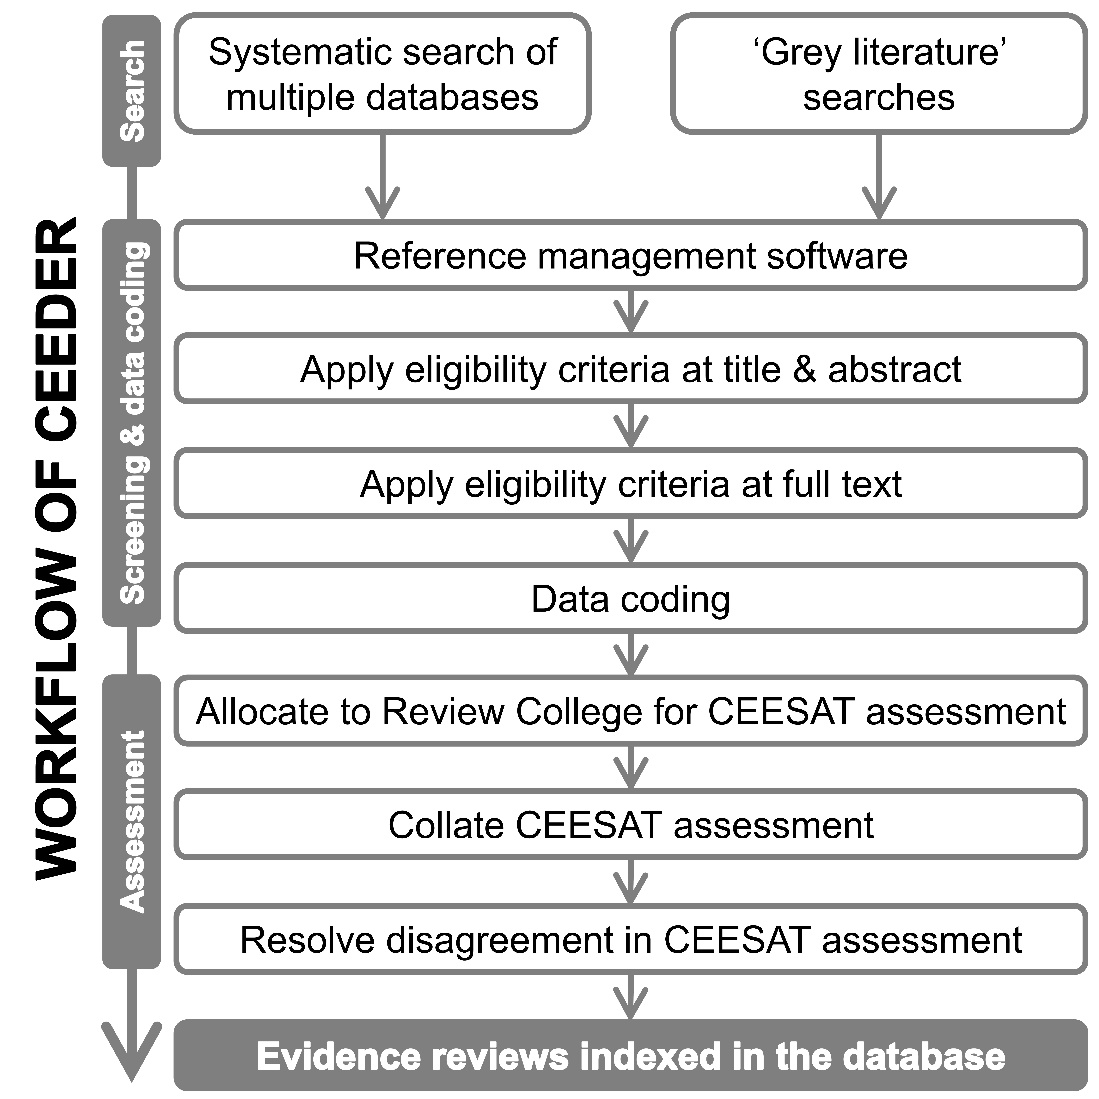 WORKFLOW OF CEEDER
Search
Systematic search of
multiple databases
‘Grey literature’
searches
Screening & data coding
Reference management software
Apply eligibility criteria at title & abstract
Apply eligibility criteria at full text
Data coding
Assessment
Allocate to Review College for CEESAT assessment
Collate CEESAT assessment
Resolve disagreement in CEESAT assessment
Evidence reviews indexed in the database